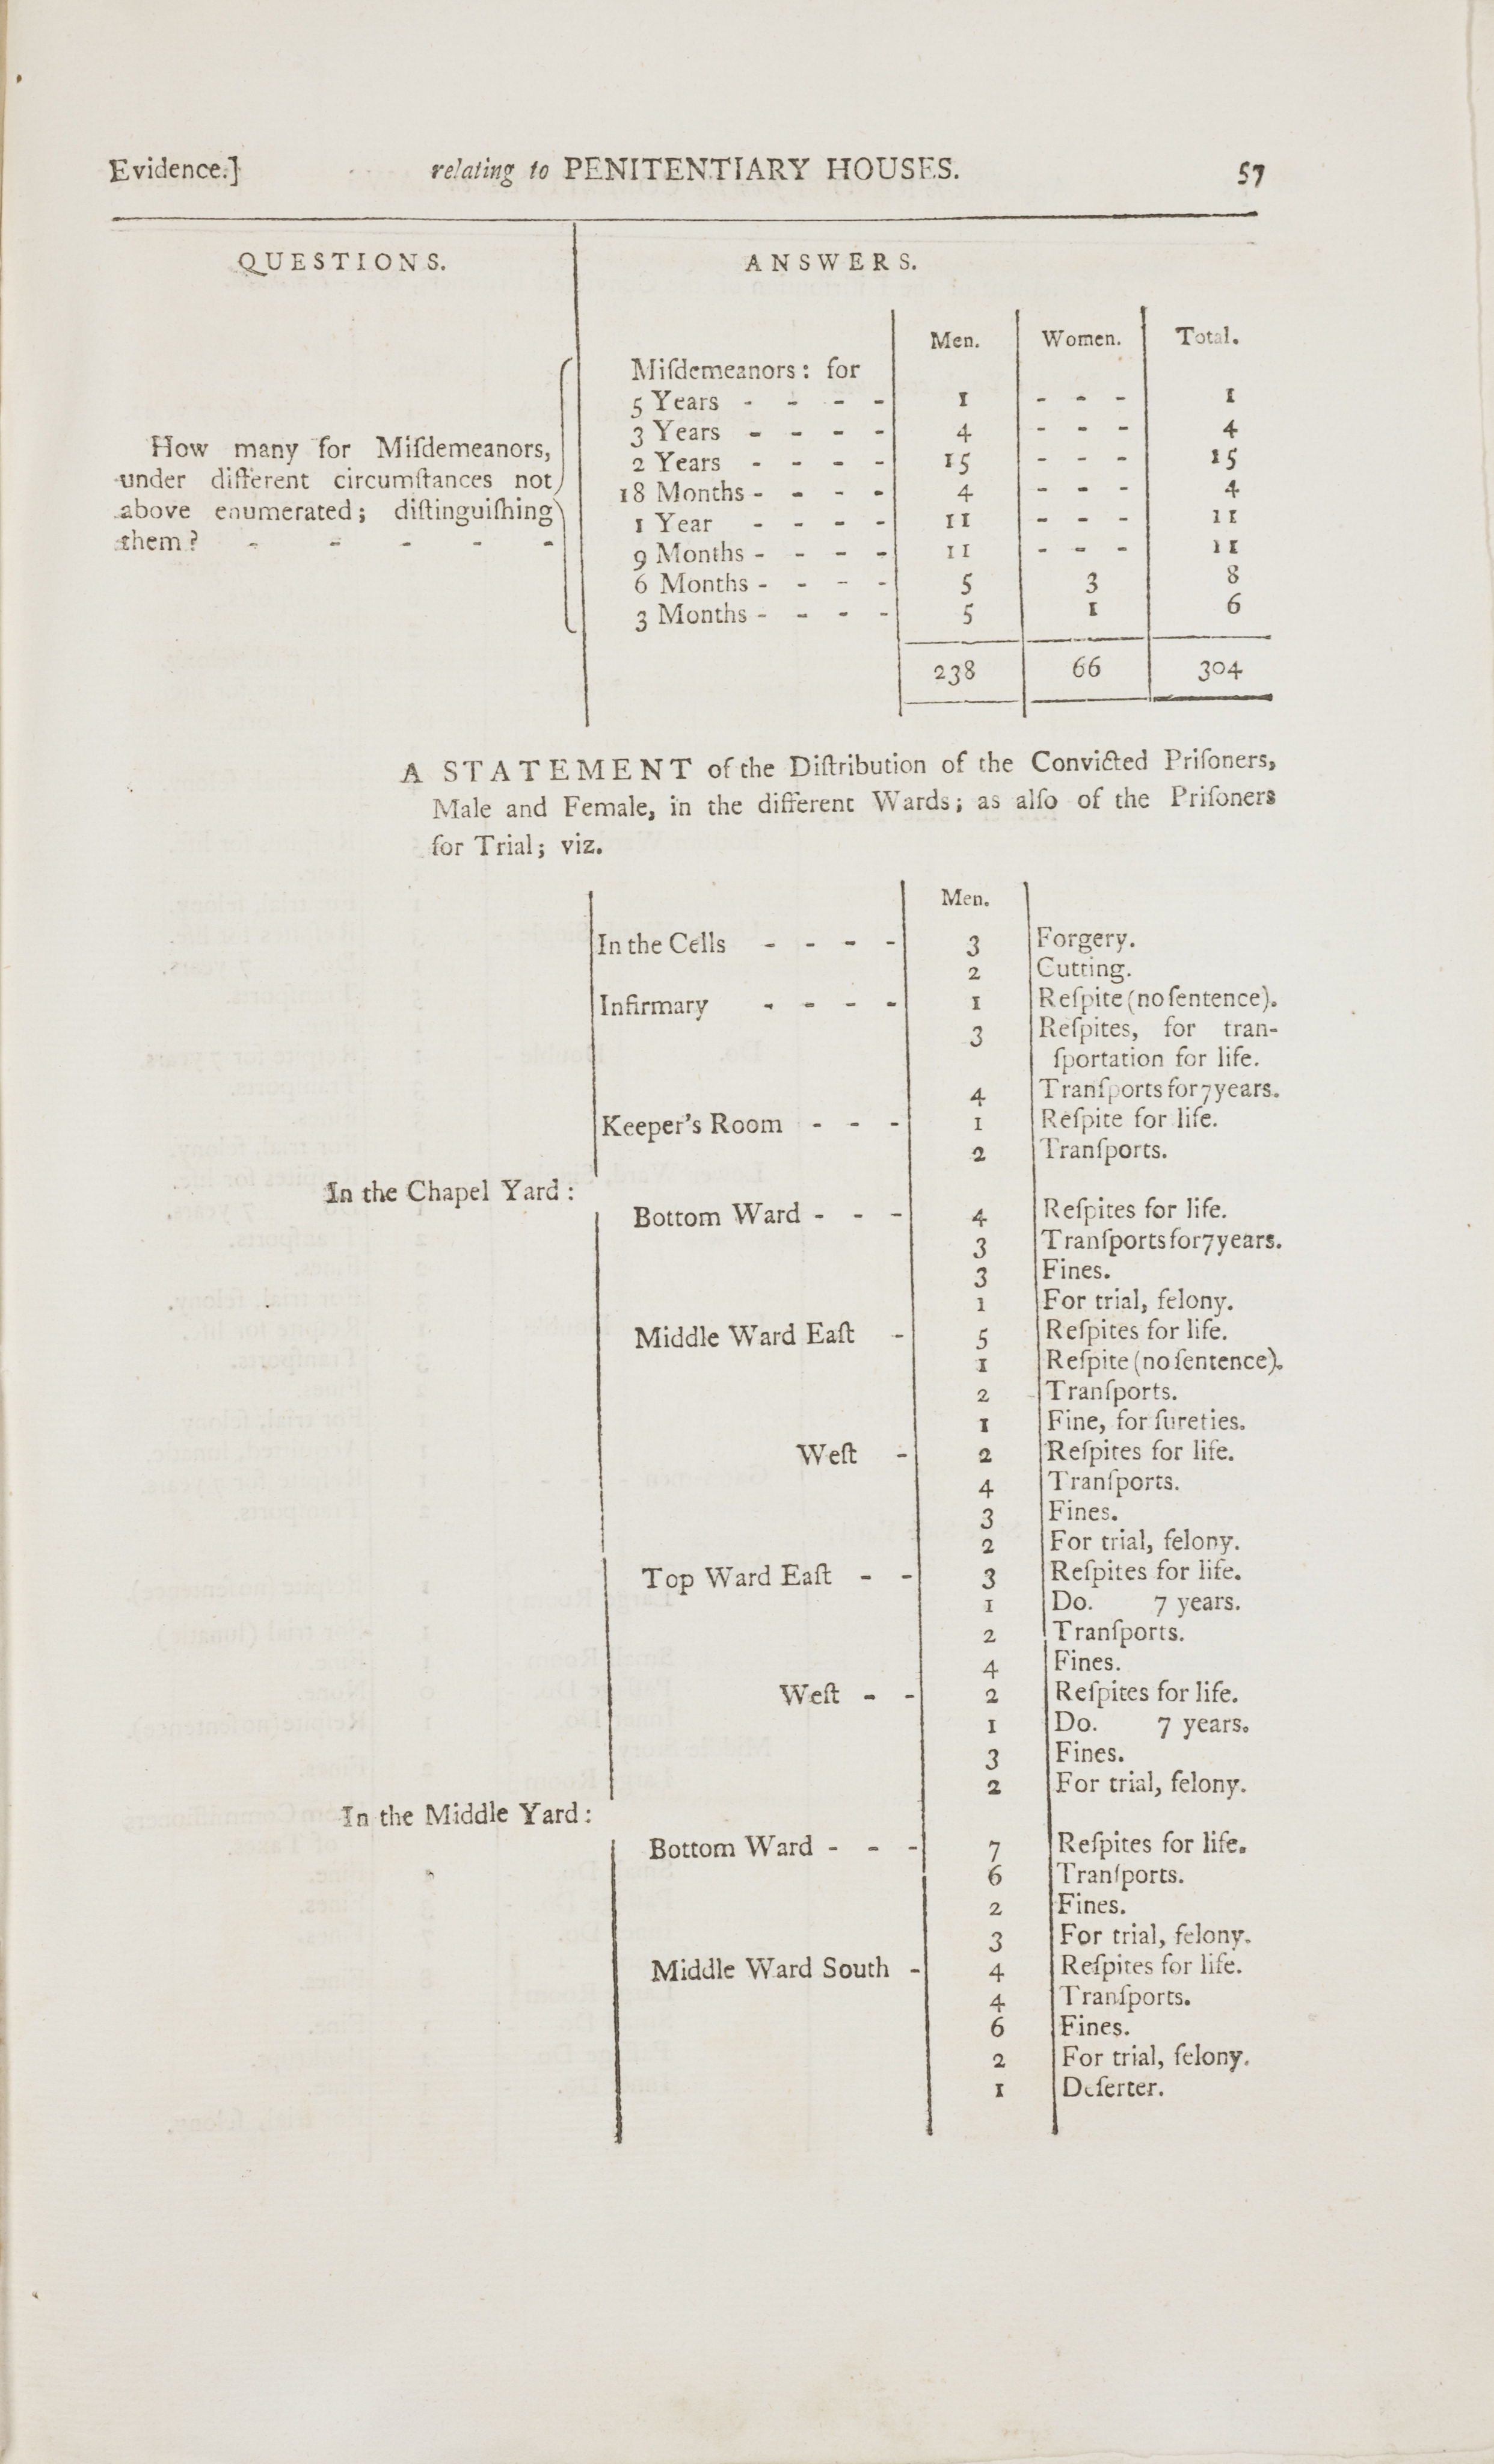 Evidence.] relating to PENITENTIARY HOUSES. 57
QUESTIONS. ANSWERS.
Men. Women. Total.
Miſdemeanors: for
5 Years - - - - 1 - - - 1
3 Years - - - - 4 - - - 4
How many for Miſdemeanors,
under different circumſtances not
above enumerated; diſtinguiſhing
them? - - - - -
2 Years - - - - 15 - - - 15
18 Months - - - - 4 - - - 4
1 Year - - - - 11 - - - 11
9 Months - - - - 11 - - - 11
6 Months - - - - 5 3 8
3 Months - - - - 5 1 6
238 66 304
A STATEMENT of the Diſtribution of the Convicted Priſoners,
Male and Female, in the different Wards; as alſo of the Priſoners
for Trial; viz.
Men.
In the Cells - - - - 3 Forgery.
2 Cutting.
Infirmary - - - - 1 Reſpite (no ſentence).
3 Reſpites, for tran-
ſportation for life.
4 Tranſports for 7 years.
Keeper's Room - - - 1 Reſpite for life.
2 Tranſports.
In the Chapel Yard:
Bottom Ward - - - 4 Reſpites for life.
3 Tranſports for 7 years.
3 Fines.
1 For trial, felony.
Middle Ward Eaſt - 5 Reſpites for life.
1 Reſpite (no ſentence).
2 Tranſports.
1 Fine, for ſureties.
Weſt - 2 Reſpites for life.
4 Tranſports.
3 Fines.
2 For trial, felony.
Top Ward Eaſt - - 3 Reſpites for life.
1 Do. 7 years.
2 Tranſports.
4 Fines.
Weſt - - 2 Reſpites for life.
1 Do. 7 years.
3 Fines.
2 For trial, felony.
In the Middle Yard:
Bottom Ward - - - 7 Reſpites for life.
6 Tranſports.
2 Fines.
3 For trial, felony.
Middle Ward South - 4 Reſpites for life.
4 Tranſports.
6 Fines.
2 For trial, felony.
1 Deſerter.